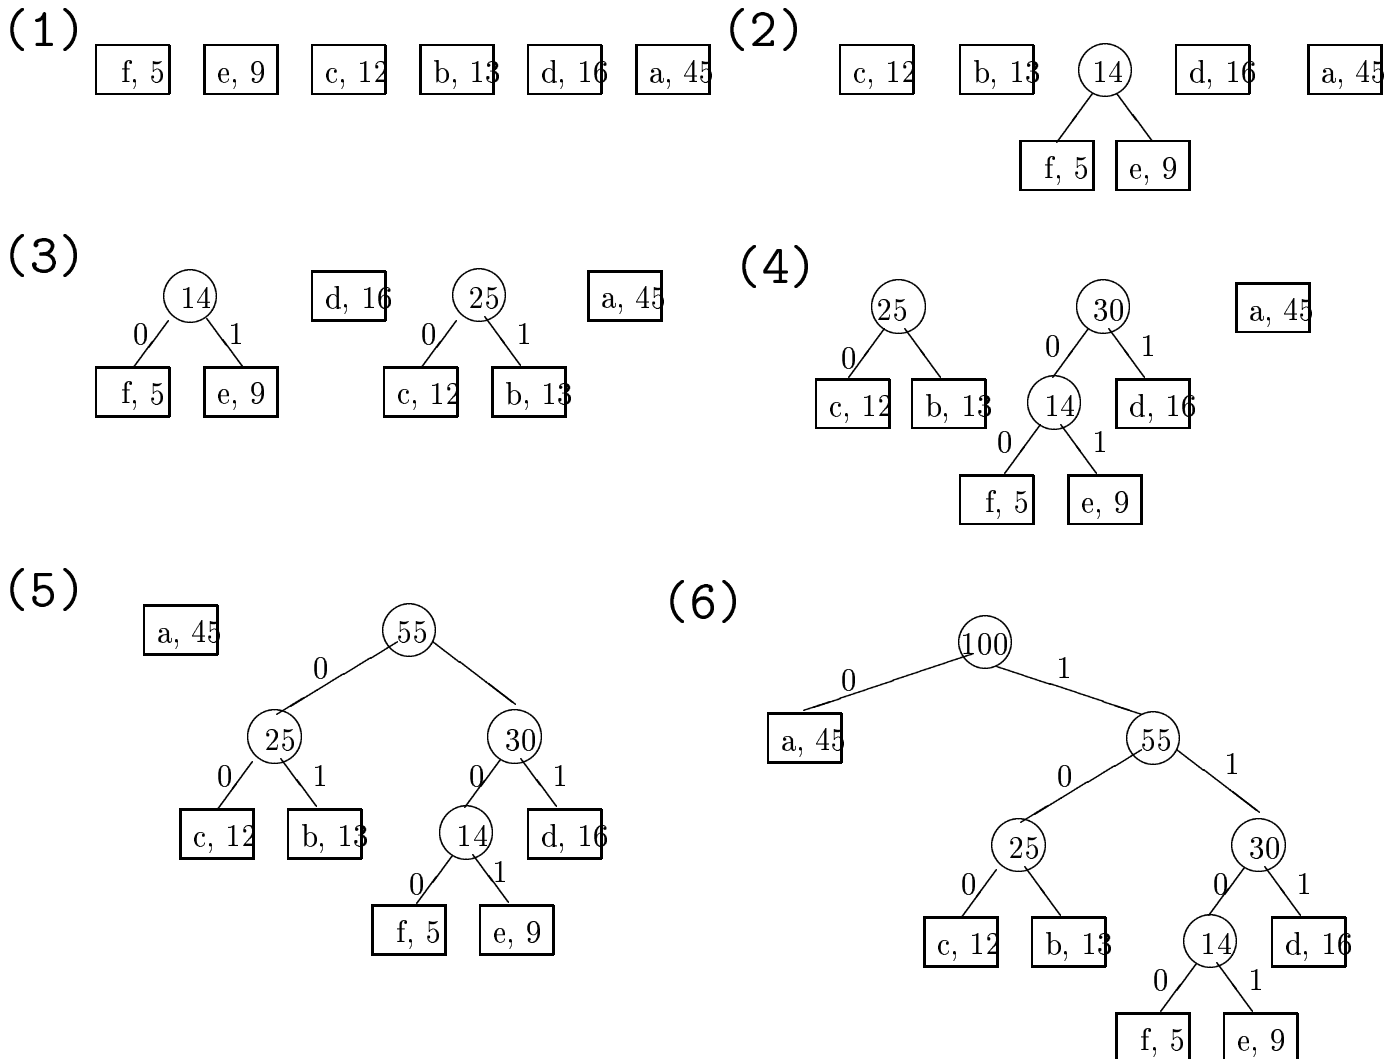 (1)
f, 5 e, 9 c, 12 b, 13 d, 16 a, 45
(2)
c, 12 b, 13 14 d, 16 a, 45
f, 5 e, 9
(3)
14 d, 16 25 a, 45
0 1 0 1
f, 5 e, 9 c, 12 b, 13
(4)
25 30 a, 45
0 0 1
c, 12 b, 13 14 d, 16
0 1
f, 5 e, 9
(5)
a, 45 55
0
25 30
0 1 0 1
c, 12 b, 13 14 d, 16
0 1
f, 5 e, 9
(6)
100
0 1
a, 45 55
0 1
25 30
0 0 1
c, 12 b, 13 14 d, 16
0 1
f, 5 e, 9